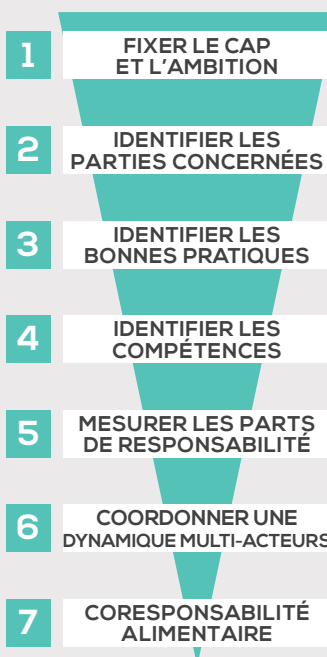 1
FIXER LE CAP
ET L'AMBITION
2
IDENTIFIER LES
PARTIES CONCERNÉES
3
IDENTIFIER LES
BONNES PRATIQUES
4
IDENTIFIER LES
COMPÉTENCES
5
MESURER LES PARTS
DE RESPONSABILITÉ
6
COORDONNER UNE
DYNAMIQUE MULTI-ACTEURS
7
CORESPONSABILITÉ
ALIMENTAIRE